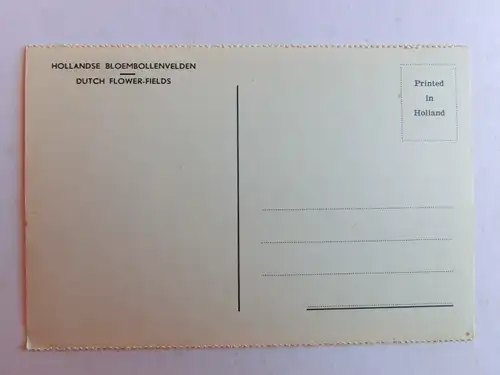 HOLLANDSE BLOEMBOLLENVELDEN
DUTCH FLOWER-FIELDS
Printed
in
Holland